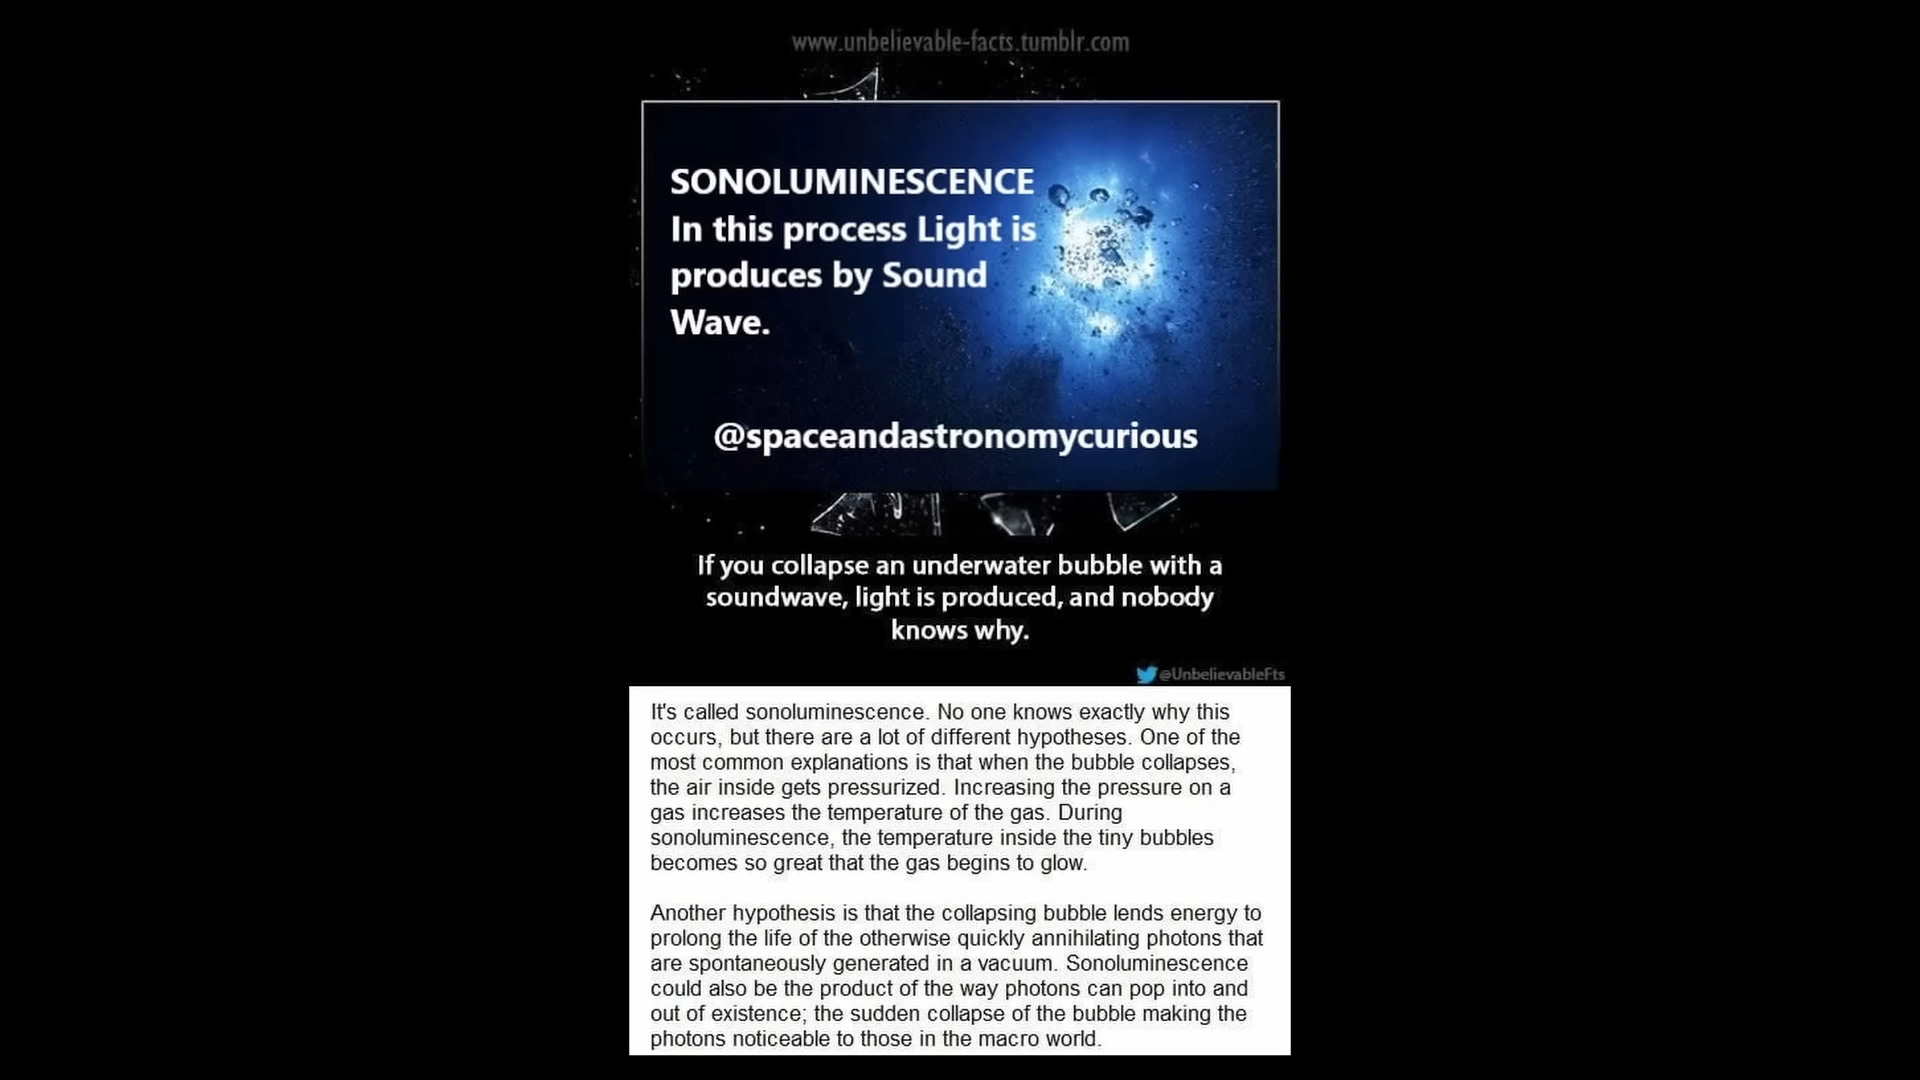 www.unbelievable-facts.tumblr.com
SONOLUMINESCENCE
In this process Light is
produces by Sound
Wave.
@spaceandastronomycurious
If you collapse an underwater bubble with a
soundwave, light is produced, and nobody
knows why.
@UnbelievableFts
It's called sonoluminescence. No one knows exactly why this
occurs, but there are a lot of different hypotheses. One of the
most common explanations is that when the bubble collapses,
the air inside gets pressurized. Increasing the pressure on a
gas increases the temperature of the gas. During
sonoluminescence, the temperature inside the tiny bubbles
becomes so great that the gas begins to glow.
Another hypothesis is that the collapsing bubble lends energy to
prolong the life of the otherwise quickly annihilating photons that
are spontaneously generated in a vacuum. Sonoluminescence
could also be the product of the way photons can pop into and
out of existence; the sudden collapse of the bubble making the
photons noticeable to those in the macro world.